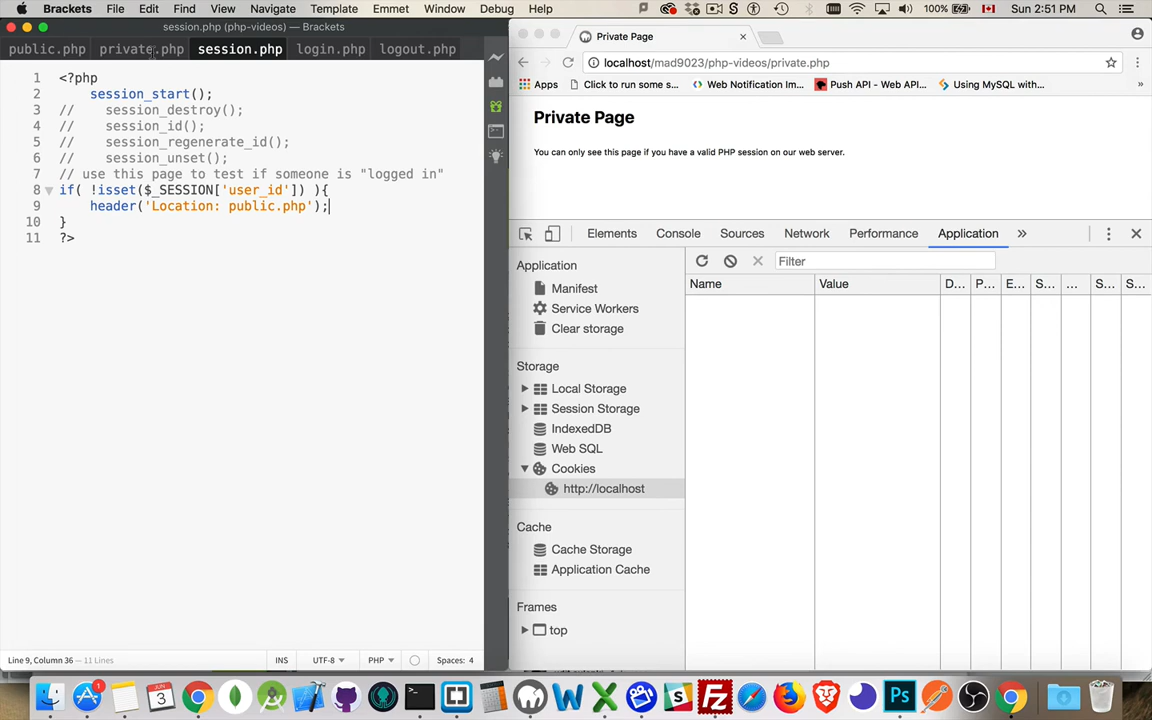 Brackets File Edit Find View Navigate Template Emmet Window Debug Help 100% Sun 2:51 PM
session.php (php-videos) — Brackets
public.php private.php session.php login.php logout.php
1 <?php
2 session_start();
3 // session_destroy();
4 // session_id();
5 // session_regenerate_id();
6 // session_unset();
7 // use this page to test if someone is "logged in"
8 if( !isset($_SESSION['user_id']) ){
9 header('Location: public.php');
10 }
11 ?>
Line 9, Column 36 — 11 Lines INS UTF-8 PHP Spaces: 4
Private Page
localhost/mad9023/php-videos/private.php
Apps Click to run some s... Web Notification Im... Push API - Web API... Using MySQL with... »
Private Page
You can only see this page if you have a valid PHP session on our web server.
Elements Console Sources Network Performance Application »
Application
Manifest
Service Workers
Clear storage
Storage
Local Storage
Session Storage
IndexedDB
Web SQL
Cookies
http://localhost
Cache
Cache Storage
Application Cache
Frames
top
Filter
Name Value D... P... E... S... ... S... S...
1 3 W X S Fz Ps